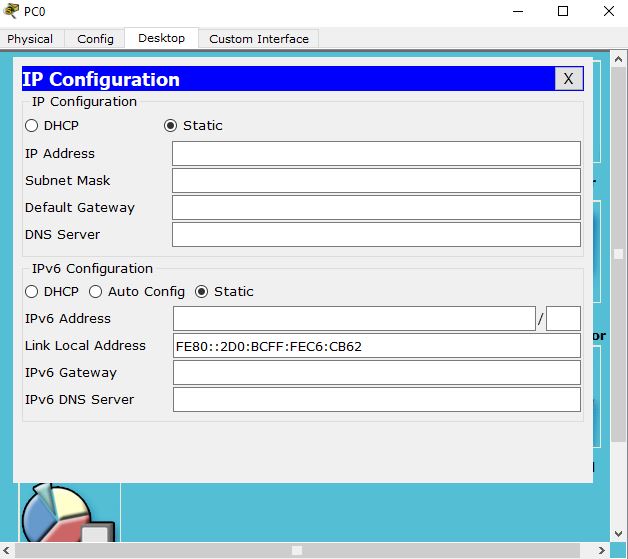 PC0
Physical Config Desktop Custom Interface
IP Configuration X
IP Configuration
DHCP Static
IP Address
Subnet Mask
Default Gateway
DNS Server
IPv6 Configuration
DHCP Auto Config Static
IPv6 Address /
Link Local Address FE80::2D0:BCFF:FEC6:CB62
IPv6 Gateway
IPv6 DNS Server